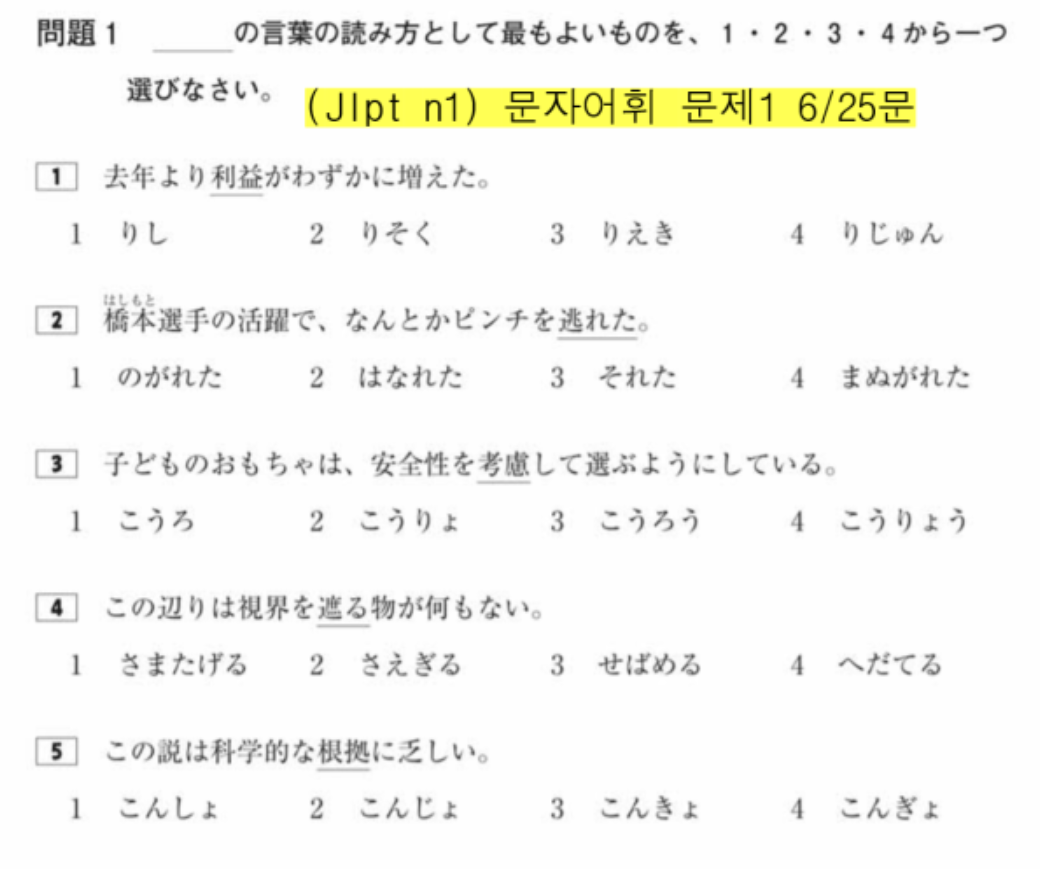 問題1 ＿＿＿の言葉の読み方として最もよいものを、1・2・3・4から一つ
選びなさい。 (Jlpt n1) 문자어휘 문제1 6/25문
1 去年より利益がわずかに増えた。
1 りし 2 りそく 3 りえき 4 りじゅん
はしもと
2 橋本選手の活躍で、なんとかピンチを逃れた。
1 のがれた 2 はなれた 3 それた 4 まぬがれた
3 子どものおもちゃは、安全性を考慮して選ぶようにしている。
1 こうろ 2 こうりょ 3 こうろう 4 こうりょう
4 この辺りは視界を遮る物が何もない。
1 さまたげる 2 さえぎる 3 せばめる 4 へだてる
5 この説は科学的な根拠に乏しい。
1 こんしょ 2 こんじょ 3 こんきょ 4 こんぎょ